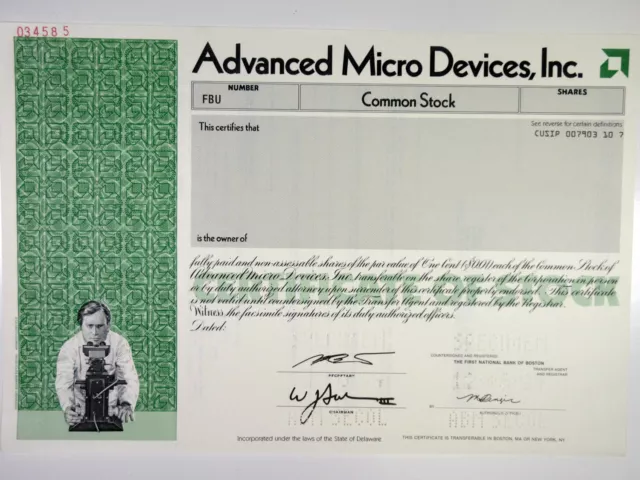 034585
Advanced Micro Devices, Inc.
NUMBER
SHARES
FBU
Common Stock
This certifies that
See reverse for certain definitions
CUSIP 007903 10 7
is the owner of
fully paid and non-assessable shares of the par value of One Cent ($0.01) each of the Common Stock of
Advanced Micro Devices, Inc. transferable on the share register of the Corporation in person
or by duly authorized attorney upon surrender of this certificate properly endorsed. This certificate
is not valid until countersigned by the Transfer Agent and registered by the Registrar.
Witness the facsimile signatures of its duly authorized officers.
Dated:
COUNTERSIGNED AND REGISTERED:
THE FIRST NATIONAL BANK OF BOSTON
TRANSFER AGENT
AND REGISTRAR
SECRETARY
BY
CHAIRMAN
Incorporated under the laws of the State of Delaware
THIS CERTIFICATE IS TRANSFERABLE IN BOSTON, MA OR NEW YORK, NY.